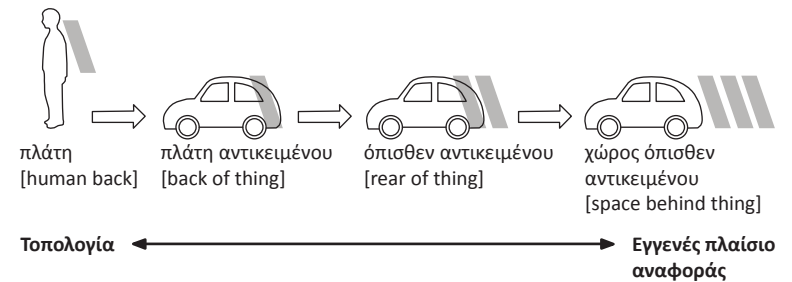 πλάτη
[human back]
πλάτη αντικειμένου
[back of thing]
όπισθεν αντικειμένου
[rear of thing]
χώρος όπισθεν
αντικειμένου
[space behind thing]
Τοπολογία
Εγγενές πλαίσιο
αναφοράς